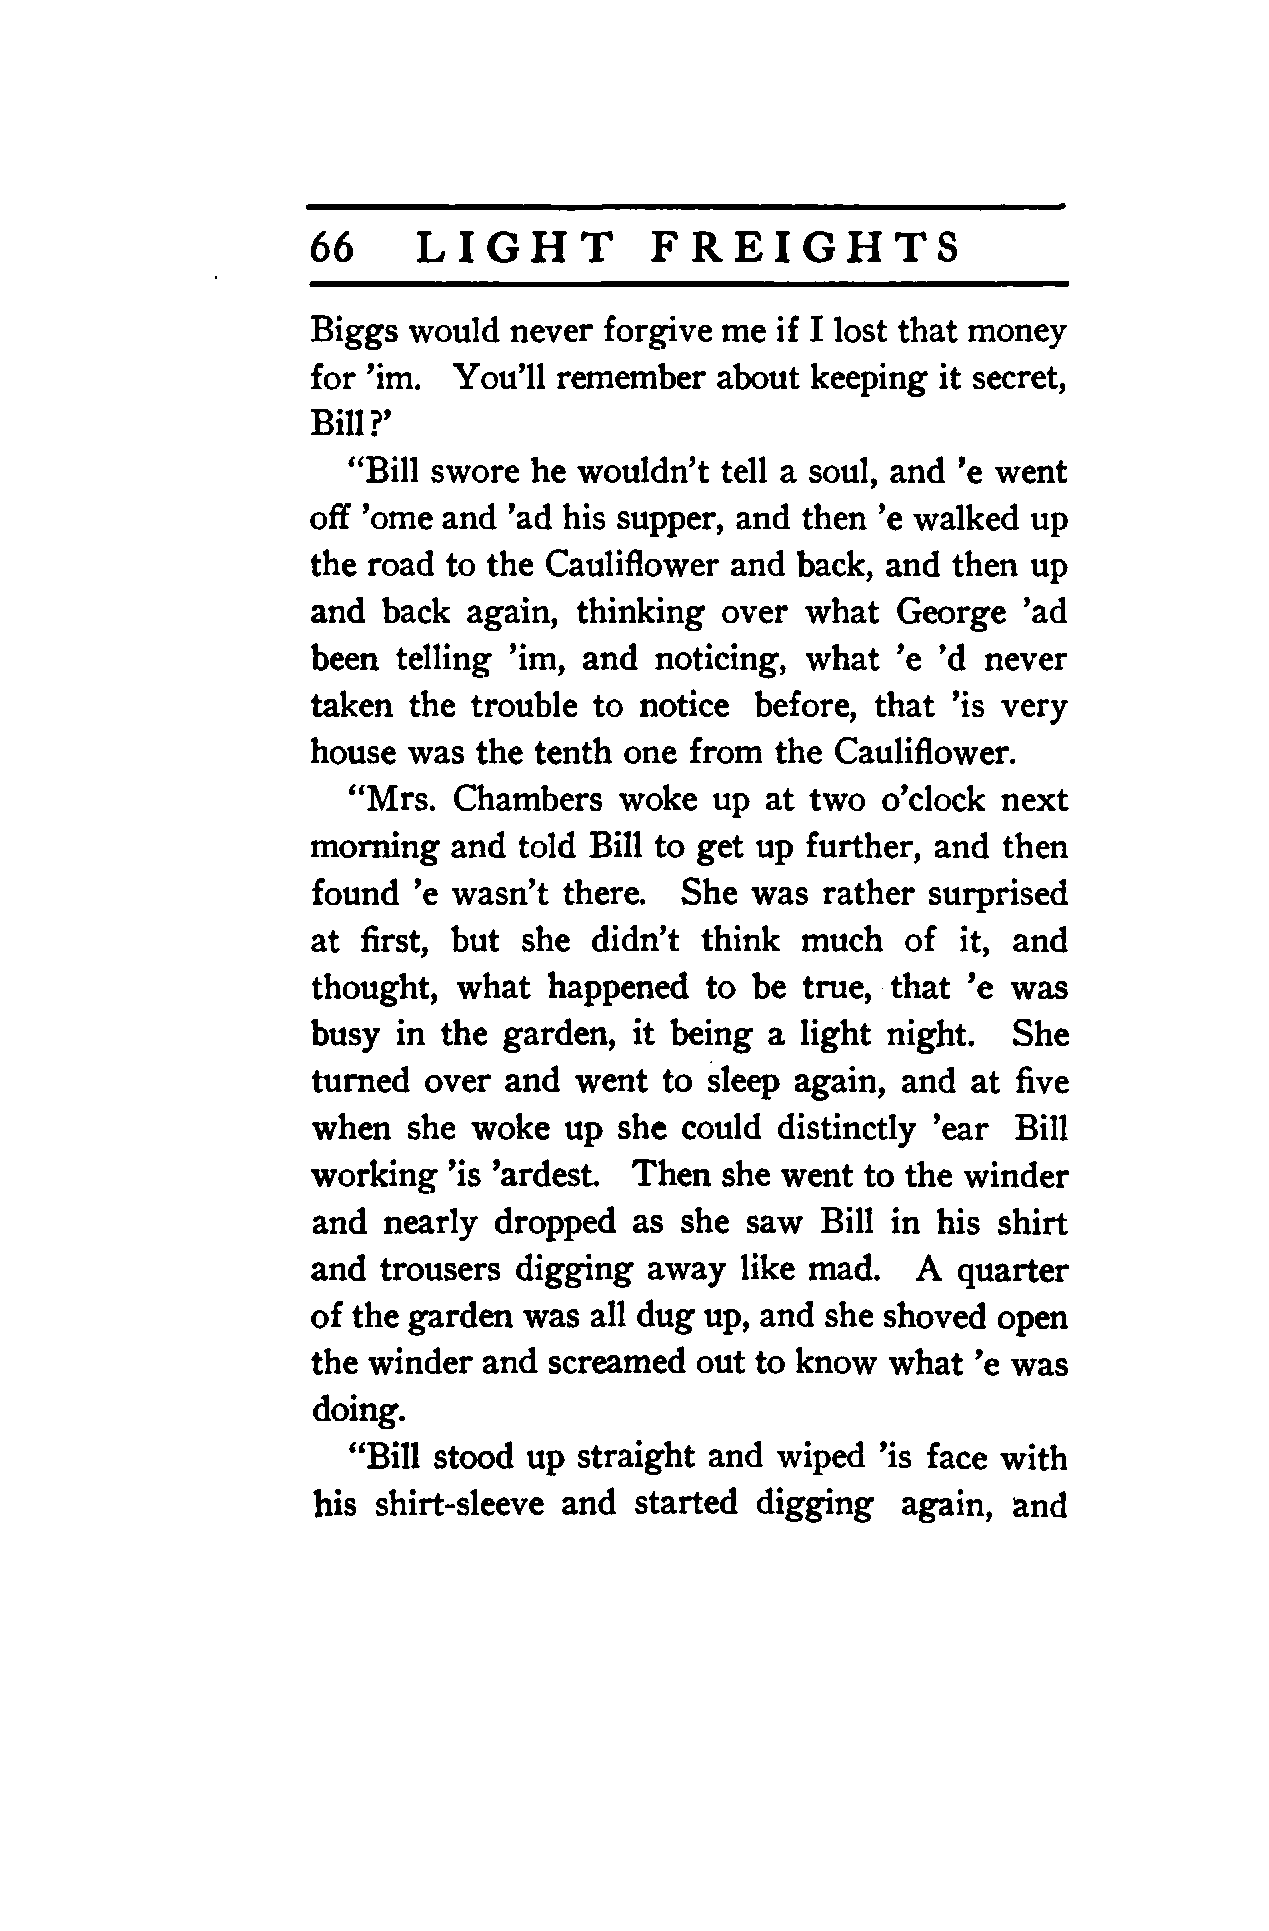 66 LIGHT FREIGHTS
Biggs would never forgive me if I lost that money
for ’im. You’ll remember about keeping it secret,
Bill?’
“Bill swore he wouldn’t tell a soul, and ’e went
off ’ome and ’ad his supper, and then ’e walked up
the road to the Cauliflower and back, and then up
and back again, thinking over what George ’ad
been telling ’im, and noticing, what ’e ’d never
taken the trouble to notice before, that ’is very
house was the tenth one from the Cauliflower.
“Mrs. Chambers woke up at two o’clock next
morning and told Bill to get up further, and then
found ’e wasn’t there. She was rather surprised
at first, but she didn’t think much of it, and
thought, what happened to be true, that ’e was
busy in the garden, it being a light night. She
turned over and went to sleep again, and at five
when she woke up she could distinctly ’ear Bill
working ’is ’ardest. Then she went to the winder
and nearly dropped as she saw Bill in his shirt
and trousers digging away like mad. A quarter
of the garden was all dug up, and she shoved open
the winder and screamed out to know what ’e was
doing.
“Bill stood up straight and wiped ’is face with
his shirt-sleeve and started digging again, and